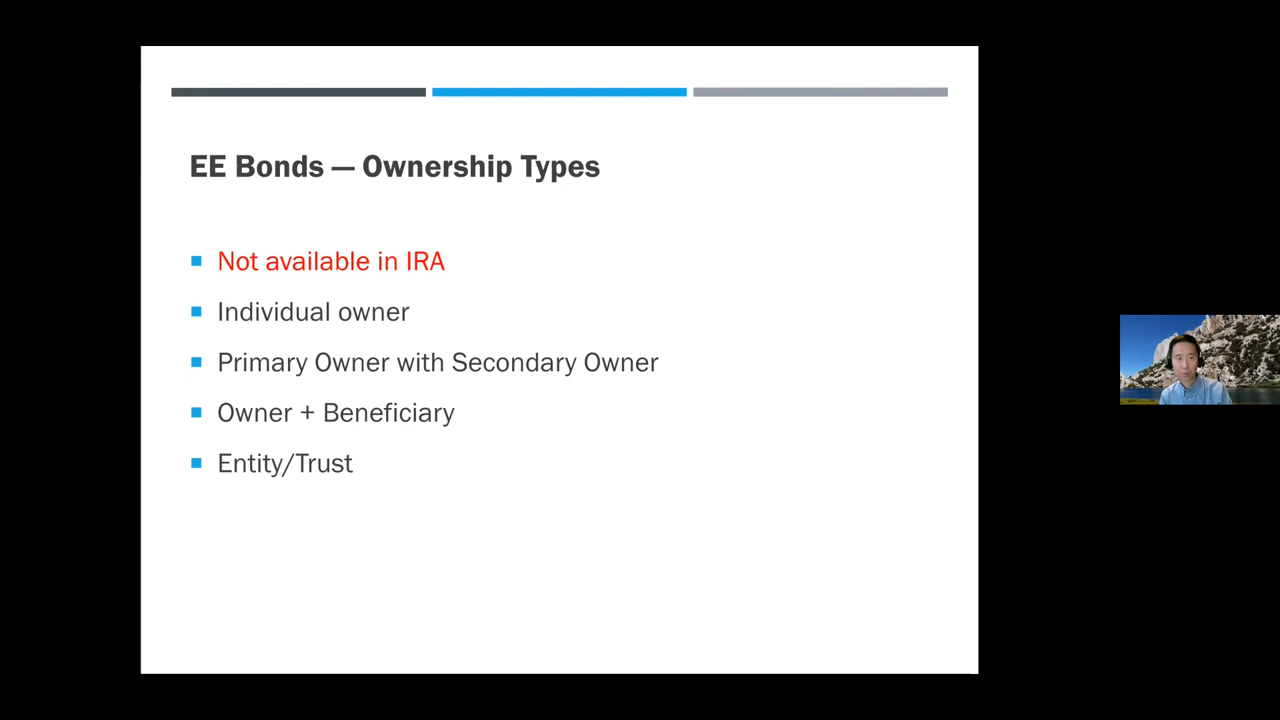 EE Bonds — Ownership Types
Not available in IRA
Individual owner
Primary Owner with Secondary Owner
Owner + Beneficiary
Entity/Trust